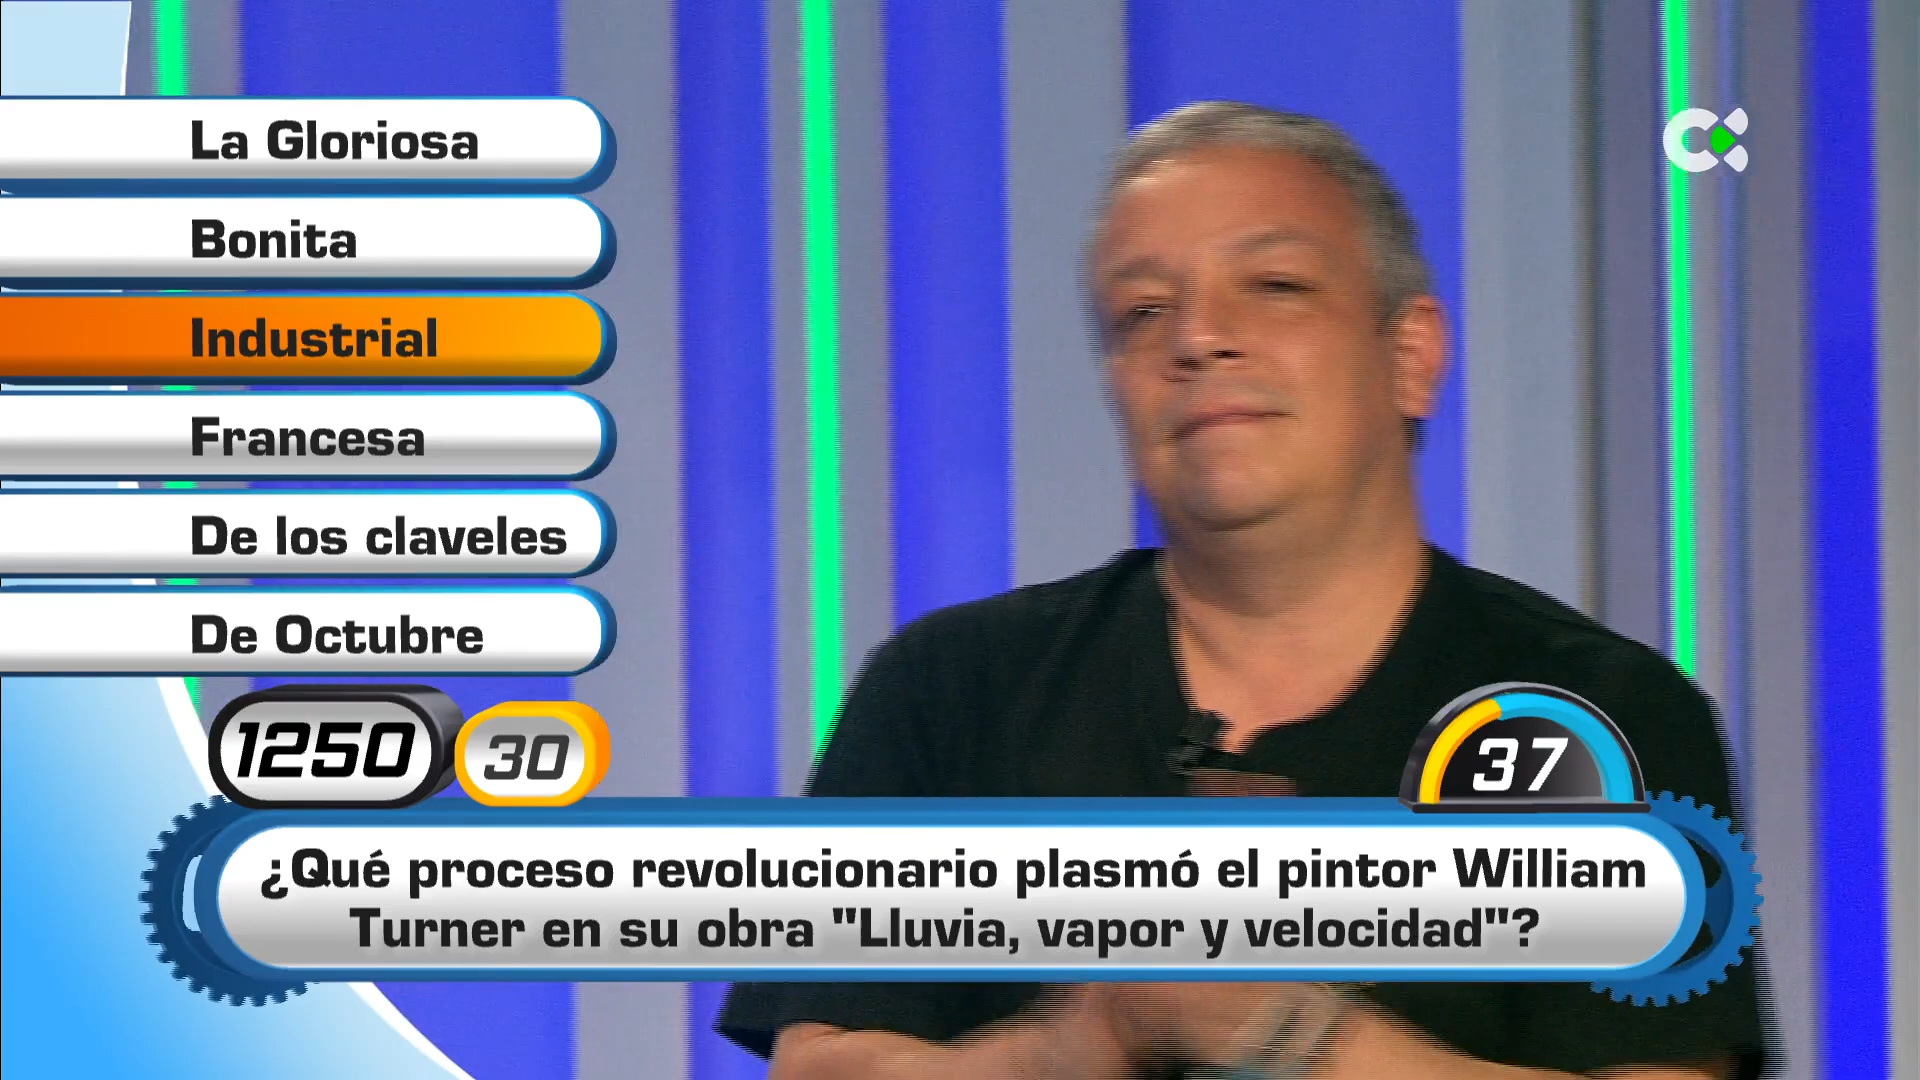 La Gloriosa
Bonita
Industrial
Francesa
De los claveles
De Octubre
1250
30
37
¿Qué proceso revolucionario plasmó el pintor William
Turner en su obra "Lluvia, vapor y velocidad"?